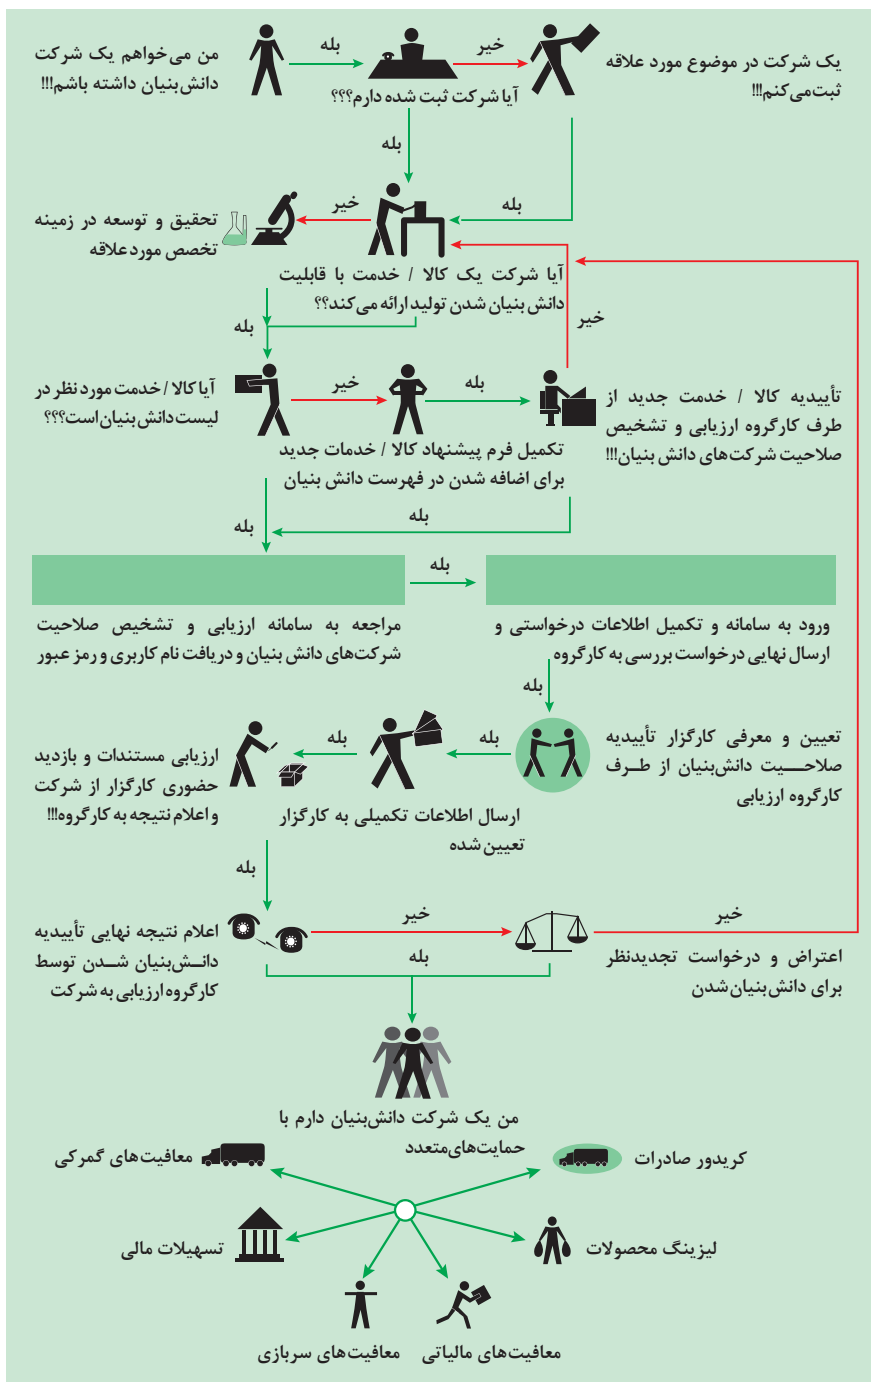 من می‌خواهم یک شرکت
دانش‌بنیان داشته باشم!!!
بله
آیا شرکت ثبت شده دارم؟؟؟
خیر
یک شرکت در موضوع مورد علاقه
ثبت‌می‌کنم!!!
بله
بله
خیر
تحقیق و توسعه در زمینه
تخصص مورد‌علاقه
آیا شرکت یک کالا / خدمت با قابلیت
دانش‌بنیان شدن تولید‌ارائه می‌کند؟؟
خیر
بله
آیا کالا / خدمت مورد نظر در
لیست دانش‌بنیان است؟؟؟
خیر
تکمیل فرم پیشنهاد کالا / خدمات جدید
برای اضافه شدن در فهرست دانش بنیان
بله
تأییدیه کالا / خدمت جدید از
طرف کارگروه ارزیابی و تشخیص
صلاحیت شرکت‌های دانش بنیان!!!
بله
بله
بله
مراجعه به سامانه ارزیابی و تشخیص صلاحیت
شرکت‌های دانش بنیان و دریافت نام کاربری و رمز عبور
ورود به سامانه و تکمیل اطلاعات درخواستی و
ارسال نهایی درخواست بررسی به کارگروه
بله
تعیین و معرفی کارگزار تأییدیه
صلاحیت دانش‌بنیان از طرف
کارگروه ارزیابی
بله
ارسال اطلاعات تکمیلی به کارگزار
تعیین شده
بله
ارزیابی مستندات و بازدید
حضوری کارگزار از شرکت
و اعلام نتیجه به کارگروه!!!
بله
اعلام نتیجه نهایی تأییدیه
دانش‌بنیان شدن توسط
کارگروه ارزیابی به شرکت
خیر
بله
خیر
اعتراض و درخواست تجدیدنظر
برای دانش‌بنیان‌شدن
من یک شرکت دانش‌بنیان دارم با
حمایت‌های‌متعدد
کریدور صادرات
معافیت‌های گمرکی
لیزینگ محصولات
تسهیلات مالی
معافیت‌های مالیاتی
معافیت‌های سربازی